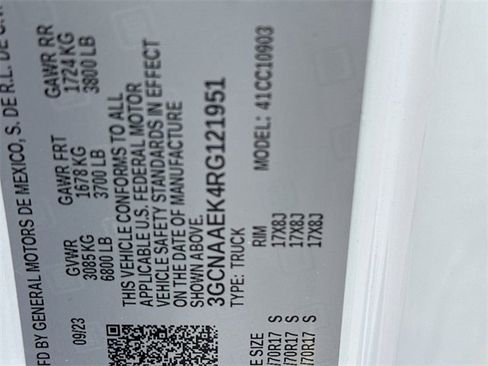 FD BY GENERAL MOTORS DE MEXICO, S. DE R.L. DE C.V.
09/23 GVWR GAWR FRT GAWR RR
3085 KG 1678 KG 1724 KG
6800 LB 3700 LB 3800 LB
THIS VEHICLE CONFORMS TO ALL
APPLICABLE U.S. FEDERAL MOTOR
VEHICLE SAFETY STANDARDS IN EFFECT
ON THE DATE OF MANUFACTURE
SHOWN ABOVE.
3GCNAAEK4RG121951
TYPE: TRUCK MODEL: 41CC10903
E SIZE RIM
/70R17 S 17X8J
/70R17 S 17X8J
/70R17 S 17X8J